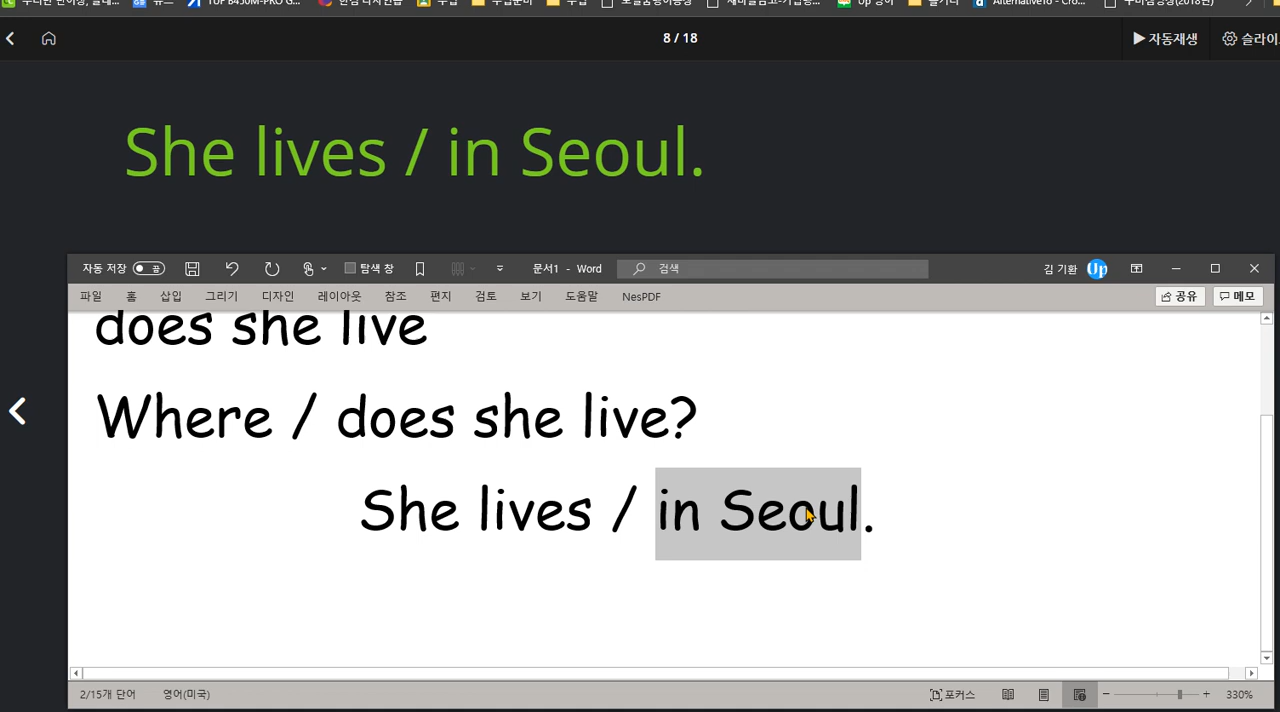 8 / 18
▶ 자동재생
슬라이
She lives / in Seoul.
자동 저장
탐색 창
문서1 - Word
검색
김 기환
Up
파일 홈 삽입 그리기 디자인 레이아웃 참조 편지 검토 보기 도움말 NesPDF
공유
메모
does she live
Where / does she live?
She lives / in Seoul.
2/15개 단어
영어(미국)
포커스
330%